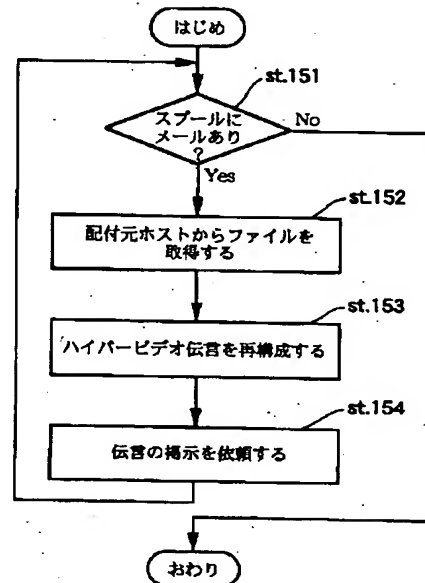 はじめ
st.151
スプールに
メールあり
?
No
Yes
st.152
配付元ホストからファイルを
取得する
st.153
ハイパービデオ伝言を再構成する
st.154
伝言の掲示を依頼する
おわり